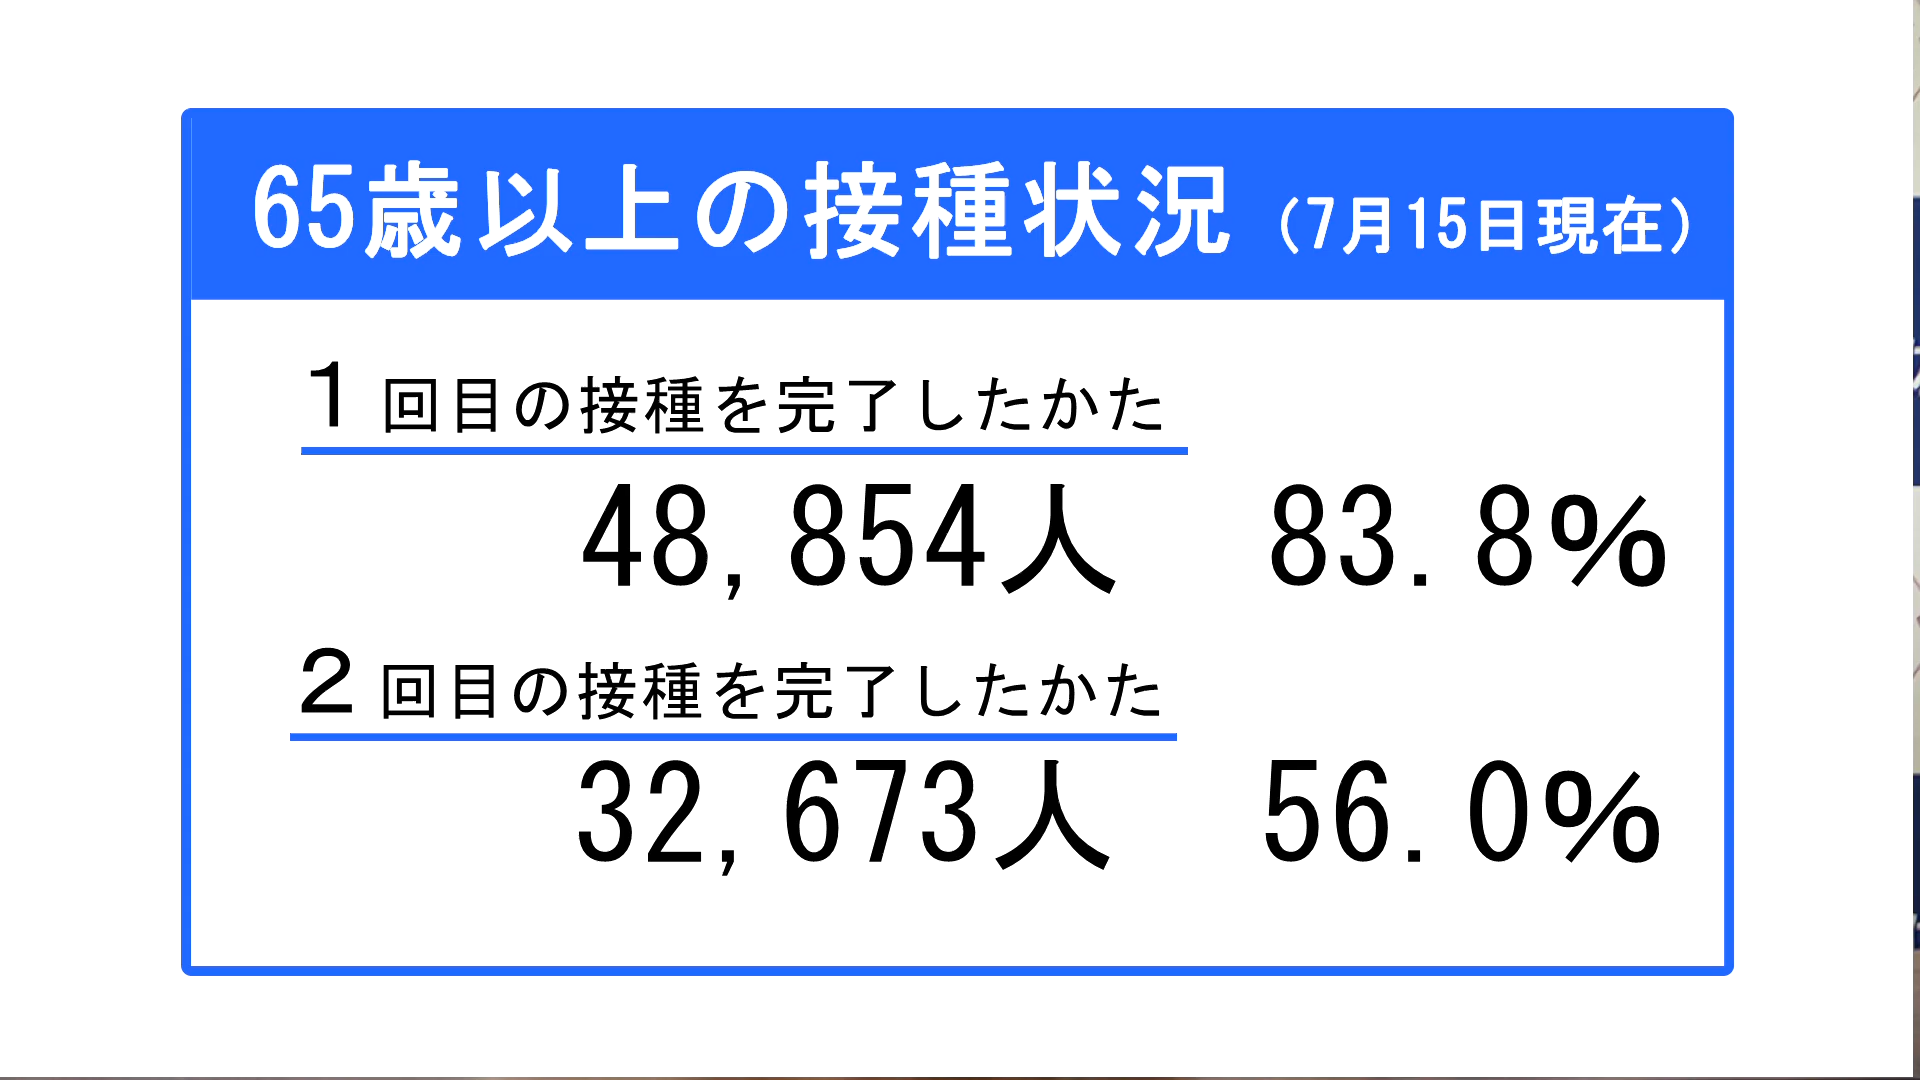 65歳以上の接種状況（7月15日現在）
1回目の接種を完了したかた
48,854人 83.8%
2回目の接種を完了したかた
32,673人 56.0%